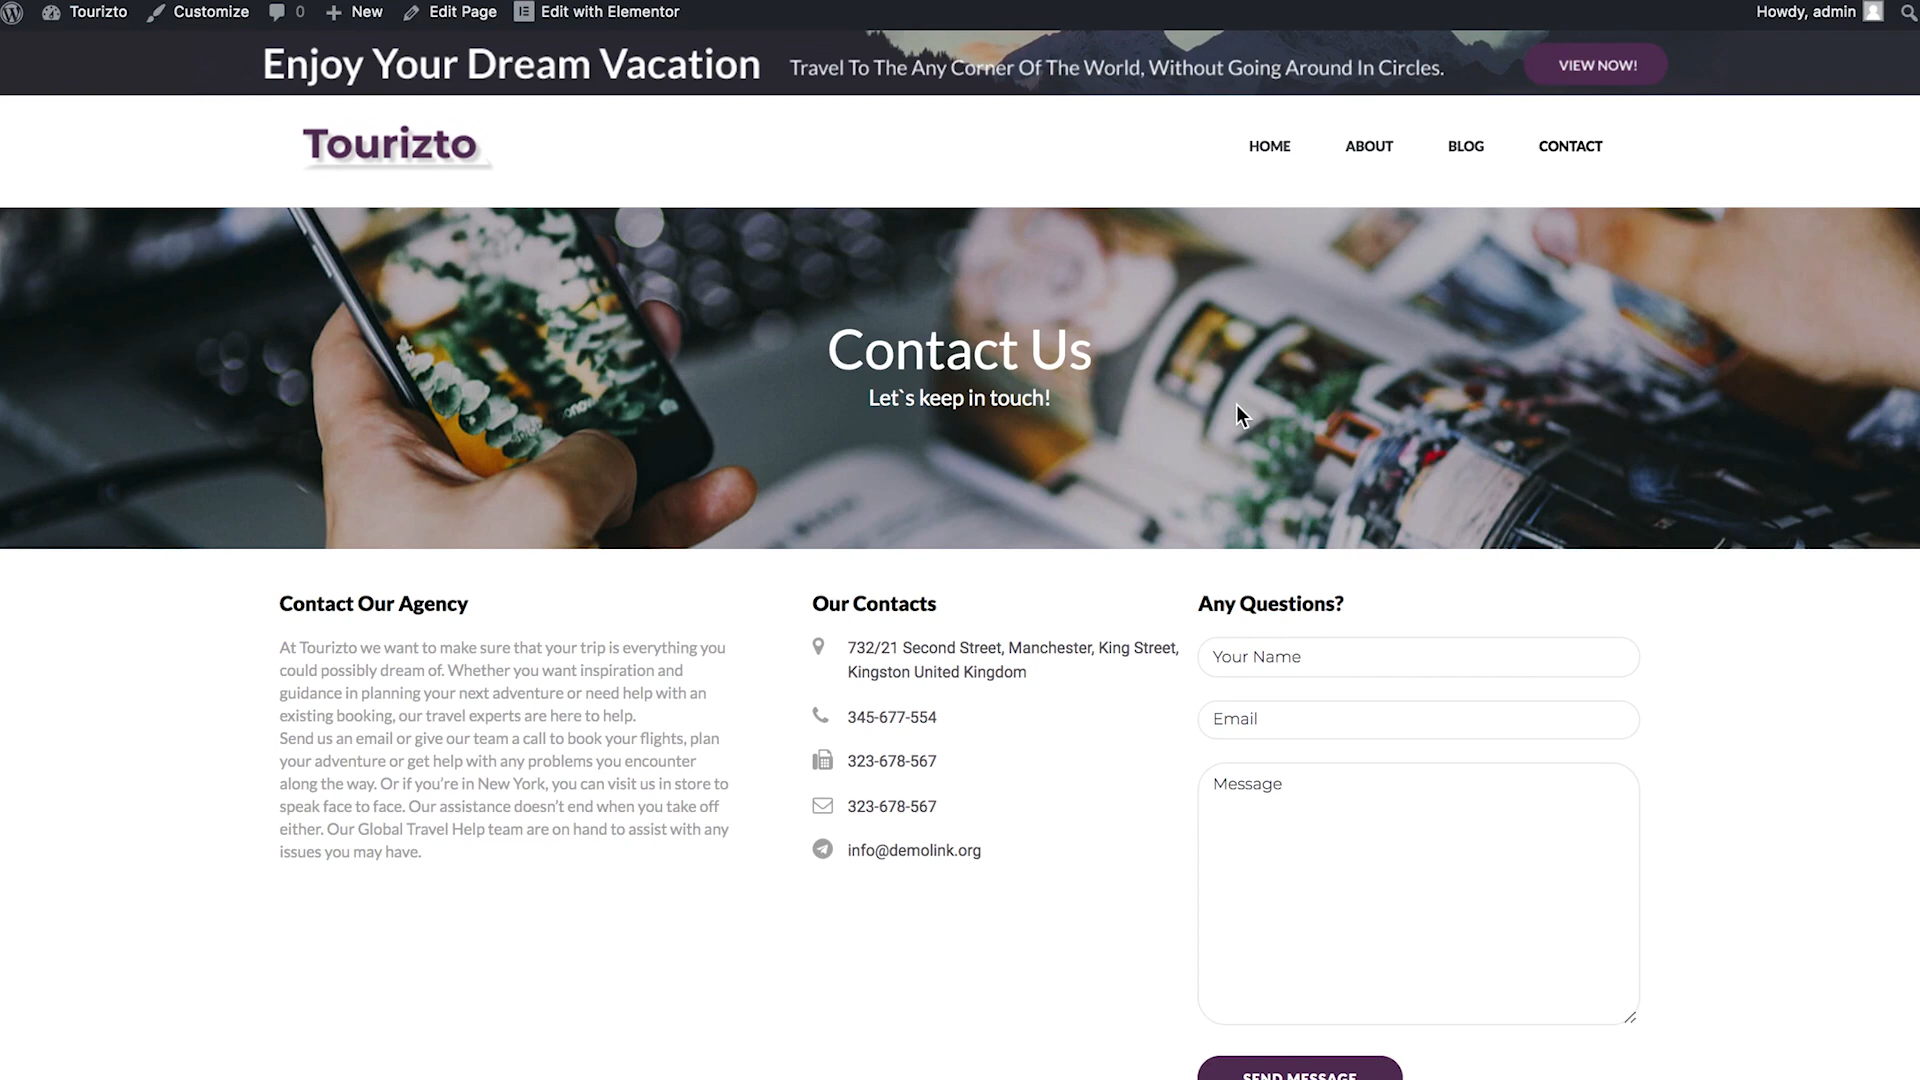 Tourizto
Customize
0
New
Edit Page
Edit with Elementor
Howdy, admin
Enjoy Your Dream Vacation
Travel To The Any Corner Of The World, Without Going Around In Circles.
VIEW NOW!
Tourizto
HOME
ABOUT
BLOG
CONTACT
Contact Us
Let`s keep in touch!
Contact Our Agency
At Tourizto we want to make sure that your trip is everything you
could possibly dream of. Whether you want inspiration and
guidance in planning your next adventure or need help with an
existing booking, our travel experts are here to help.
Send us an email or give our team a call to book your flights, plan
your adventure or get help with any problems you encounter
along the way. Or if you’re in New York, you can visit us in store to
speak face to face. Our assistance doesn’t end when you take off
either. Our Global Travel Help team are on hand to assist with any
issues you may have.
Our Contacts
732/21 Second Street, Manchester, King Street,
Kingston United Kingdom
345-677-554
323-678-567
323-678-567
info@demolink.org
Any Questions?
Your Name
Email
Message
SEND MESSAGE